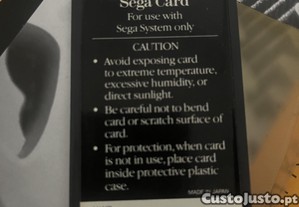 Sega Card
For use with
Sega System only
CAUTION
• Avoid exposing card
to extreme temperature,
excessive humidity, or
direct sunlight.
• Be careful not to bend
card or scratch surface of
card.
• For protection, when card
is not in use, place card
inside protective plastic
case.
MADE IN JAPAN
CustoJusto.pt